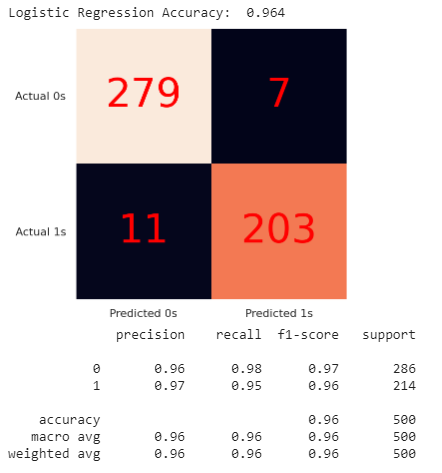 Logistic Regression Accuracy: 0.964
Actual 0s 279 7
Actual 1s 11 203
Predicted 0s Predicted 1s
precision recall f1-score support
0 0.96 0.98 0.97 286
1 0.97 0.95 0.96 214
accuracy 0.96 500
macro avg 0.96 0.96 0.96 500
weighted avg 0.96 0.96 0.96 500